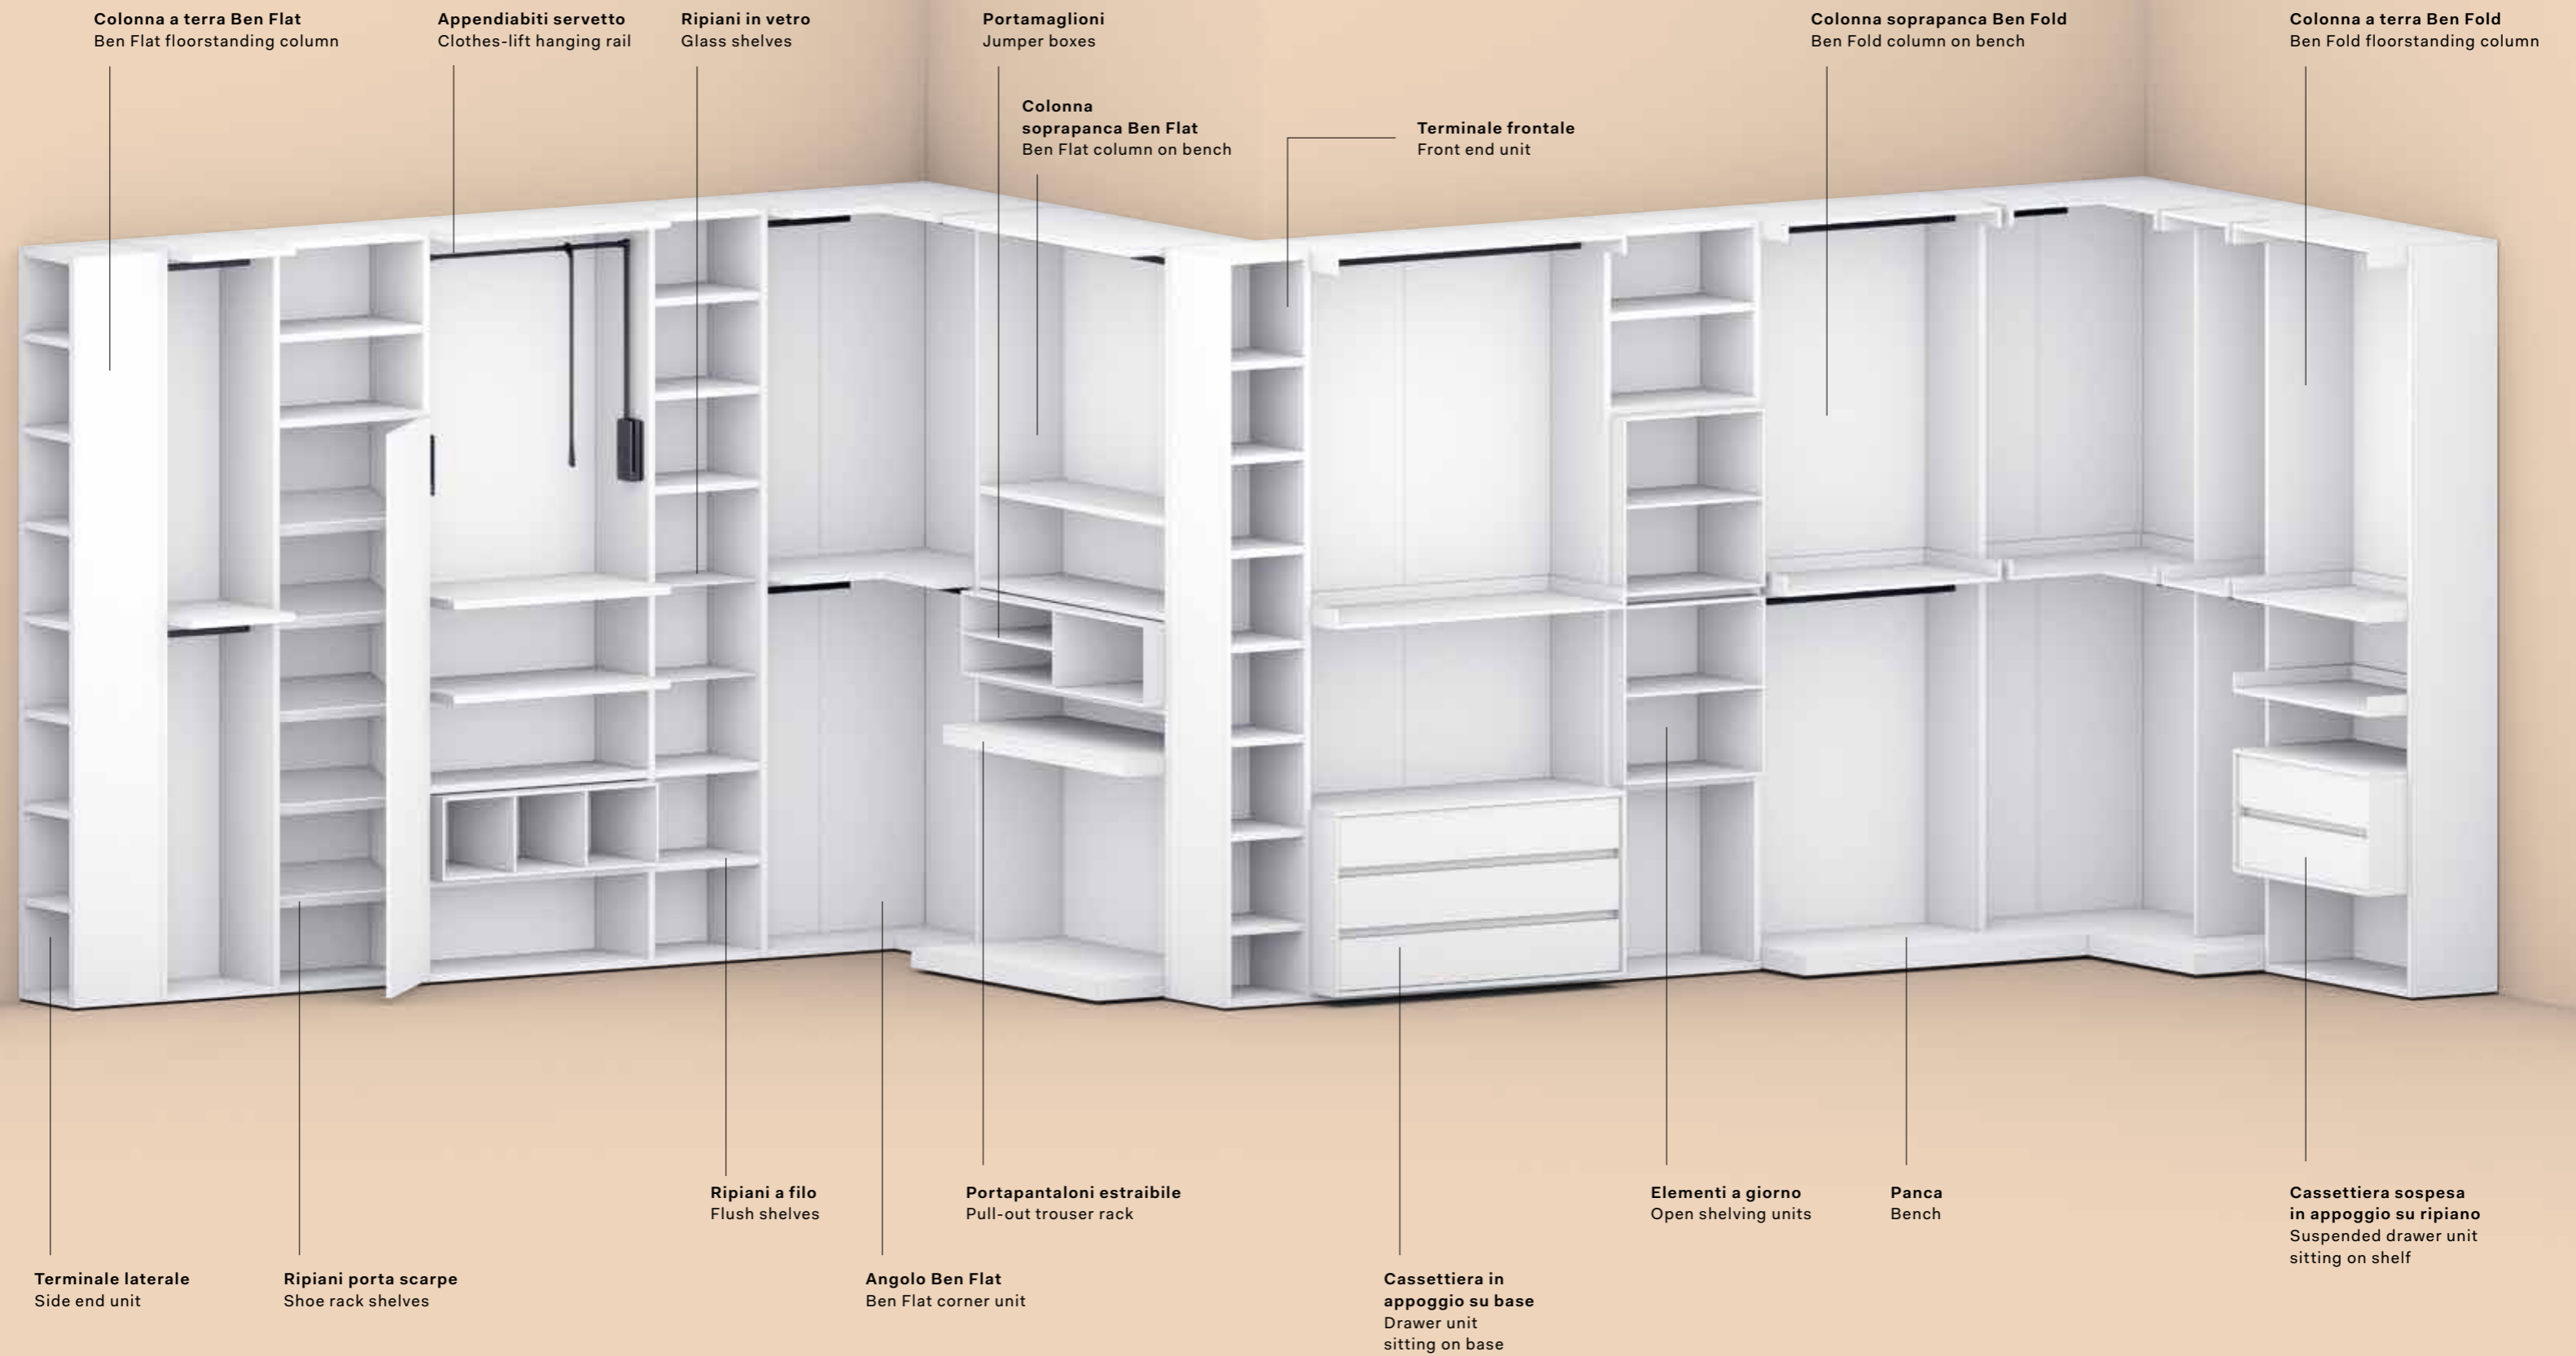 Colonna a terra Ben Flat
Ben Flat floorstanding column
Appendiabiti servetto
Clothes-lift hanging rail
Ripiani in vetro
Glass shelves
Portamaglioni
Jumper boxes
Colonna
soprapanca Ben Flat
Ben Flat column on bench
Terminale frontale
Front end unit
Colonna soprapanca Ben Fold
Ben Fold column on bench
Colonna a terra Ben Fold
Ben Fold floorstanding column
Terminale laterale
Side end unit
Ripiani porta scarpe
Shoe rack shelves
Ripiani a filo
Flush shelves
Angolo Ben Flat
Ben Flat corner unit
Portapantaloni estraibile
Pull-out trouser rack
Cassettiera in
appoggio su base
Drawer unit
sitting on base
Elementi a giorno
Open shelving units
Panca
Bench
Cassettiera sospesa
in appoggio su ripiano
Suspended drawer unit
sitting on shelf